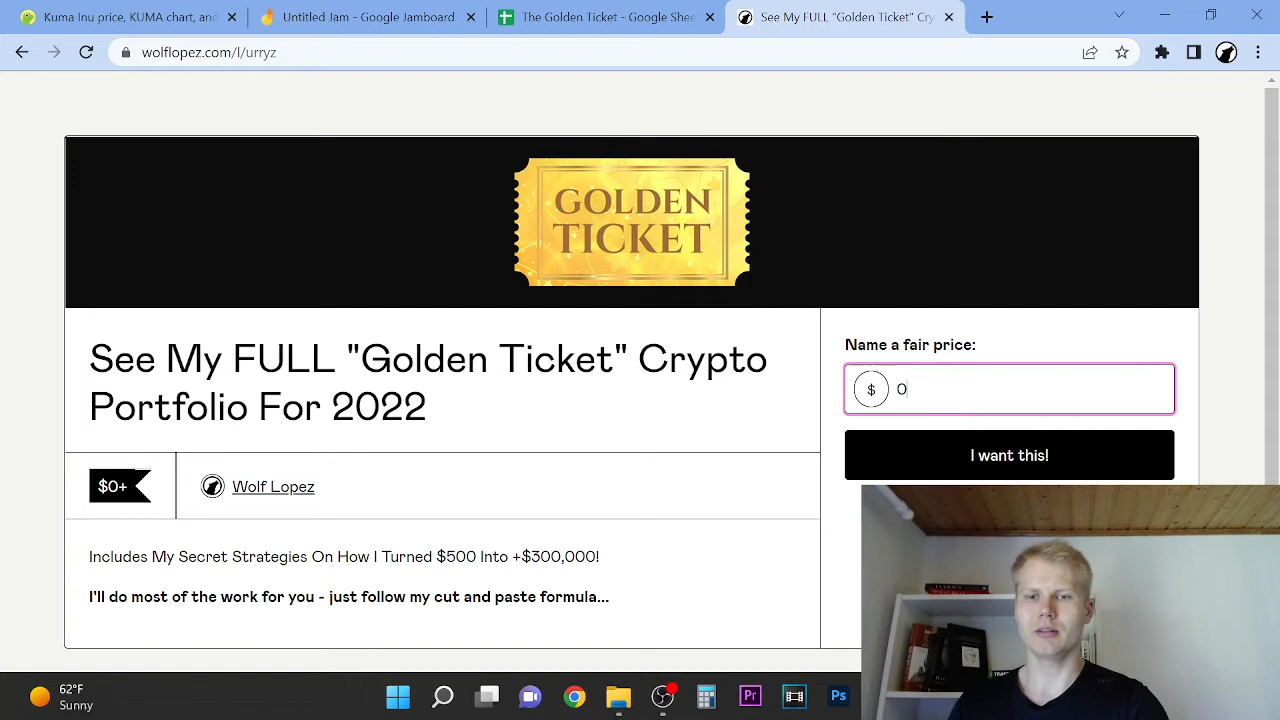 Kuma Inu price, KUMA chart, and
Untitled Jam - Google Jamboard
The Golden Ticket - Google Shee
See My FULL "Golden Ticket" Cry
wolflopez.com/l/urryz
GOLDEN
TICKET
See My FULL "Golden Ticket" Crypto
Portfolio For 2022
$0+
Wolf Lopez
Includes My Secret Strategies On How I Turned $500 Into +$300,000!
I'll do most of the work for you - just follow my cut and paste formula...
Name a fair price:
$ 0
I want this!
62°F
Sunny
Pr
Ps